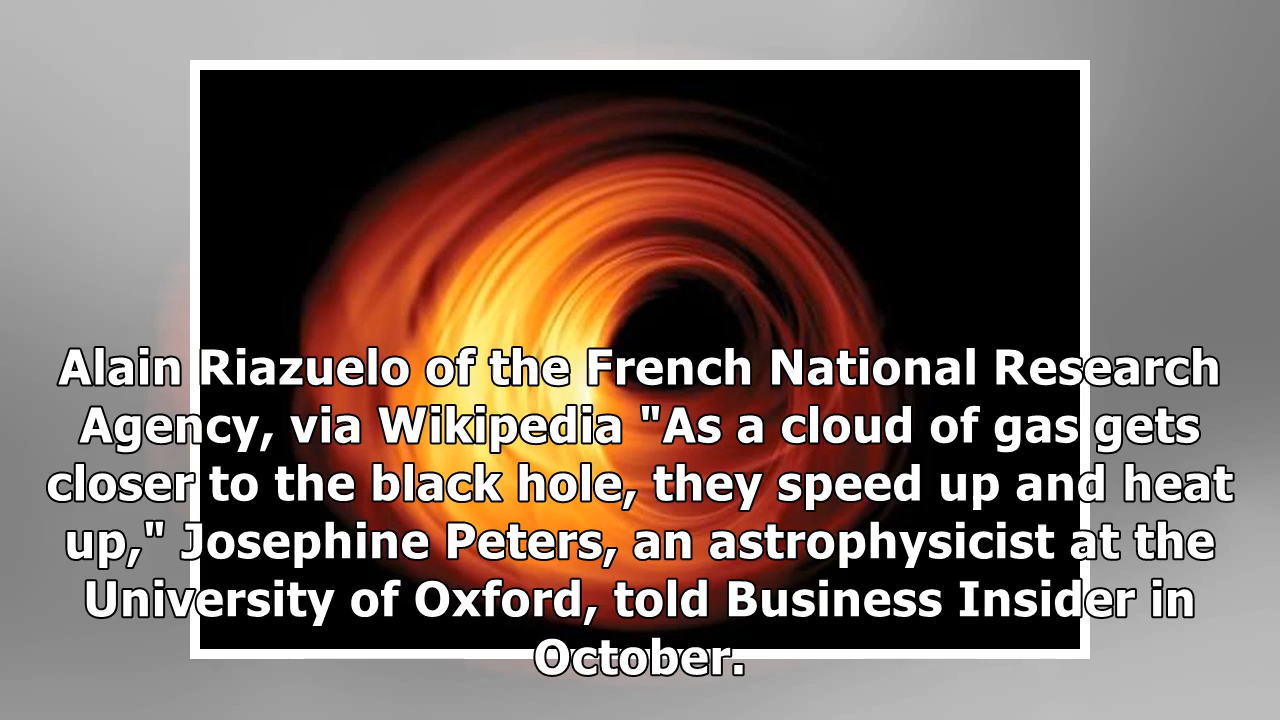 Alain Riazuelo of the French National Research
Agency, via Wikipedia "As a cloud of gas gets
closer to the black hole, they speed up and heat
up," Josephine Peters, an astrophysicist at the
University of Oxford, told Business Insider in
October.